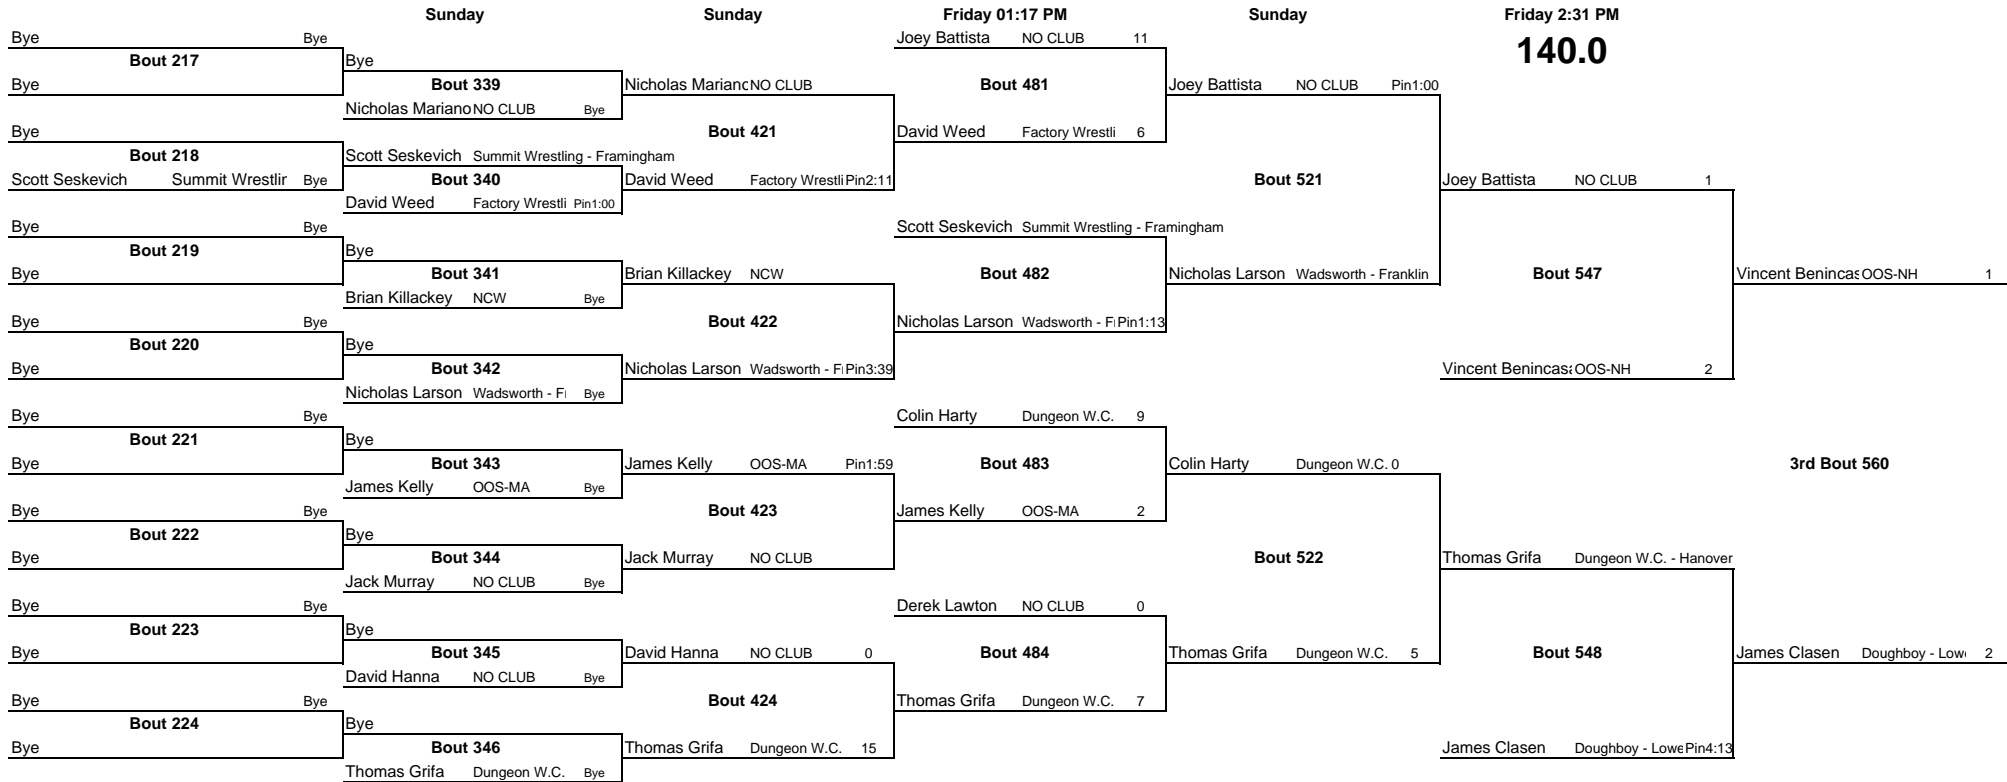 Sunday Sunday Friday 01:17 PM Sunday Friday 2:31 PM
Bye Bye Joey Battista NO CLUB 11
140.0
Bout 217 Bye
Bye Bout 339 Nicholas Mariano NO CLUB Bout 481 Joey Battista NO CLUB Pin1:00
Nicholas Mariano NO CLUB Bye
Bye Bout 421 David Weed Factory Wrestli 6
Bout 218 Scott Seskevich Summit Wrestling - Framingham
Scott Seskevich Summit Wrestlin Bye Bout 340 David Weed Factory Wrestli Pin2:11 Bout 521 Joey Battista NO CLUB 1
David Weed Factory Wrestli Pin1:00
Bye Bye Scott Seskevich Summit Wrestling - Framingham
Bout 219 Bye
Bye Bout 341 Brian Killackey NCW Bout 482 Nicholas Larson Wadsworth - Franklin Bout 547 Vincent Benincas OOS-NH 1
Brian Killackey NCW Bye
Bye Bye Bout 422 Nicholas Larson Wadsworth - F Pin1:13
Bout 220 Bye
Bye Bout 342 Nicholas Larson Wadsworth - F Pin3:39 Vincent Benincas OOS-NH 2
Nicholas Larson Wadsworth - F Bye
Bye Bye Colin Harty Dungeon W.C. 9
Bout 221 Bye
Bye Bout 343 James Kelly OOS-MA Pin1:59 Bout 483 Colin Harty Dungeon W.C. 0 3rd Bout 560
James Kelly OOS-MA Bye
Bye Bye Bout 423 James Kelly OOS-MA 2
Bout 222 Bye
Bye Bout 344 Jack Murray NO CLUB Bout 522 Thomas Grifa Dungeon W.C. - Hanover
Jack Murray NO CLUB Bye
Bye Bye Derek Lawton NO CLUB 0
Bout 223 Bye
Bye Bout 345 David Hanna NO CLUB 0 Bout 484 Thomas Grifa Dungeon W.C. 5 Bout 548 James Clasen Doughboy - Lowe 2
David Hanna NO CLUB Bye
Bye Bye Bout 424 Thomas Grifa Dungeon W.C. 7
Bout 224 Bye
Bye Bout 346 Thomas Grifa Dungeon W.C. 15 James Clasen Doughboy - Lowe Pin4:13
Thomas Grifa Dungeon W.C. Bye